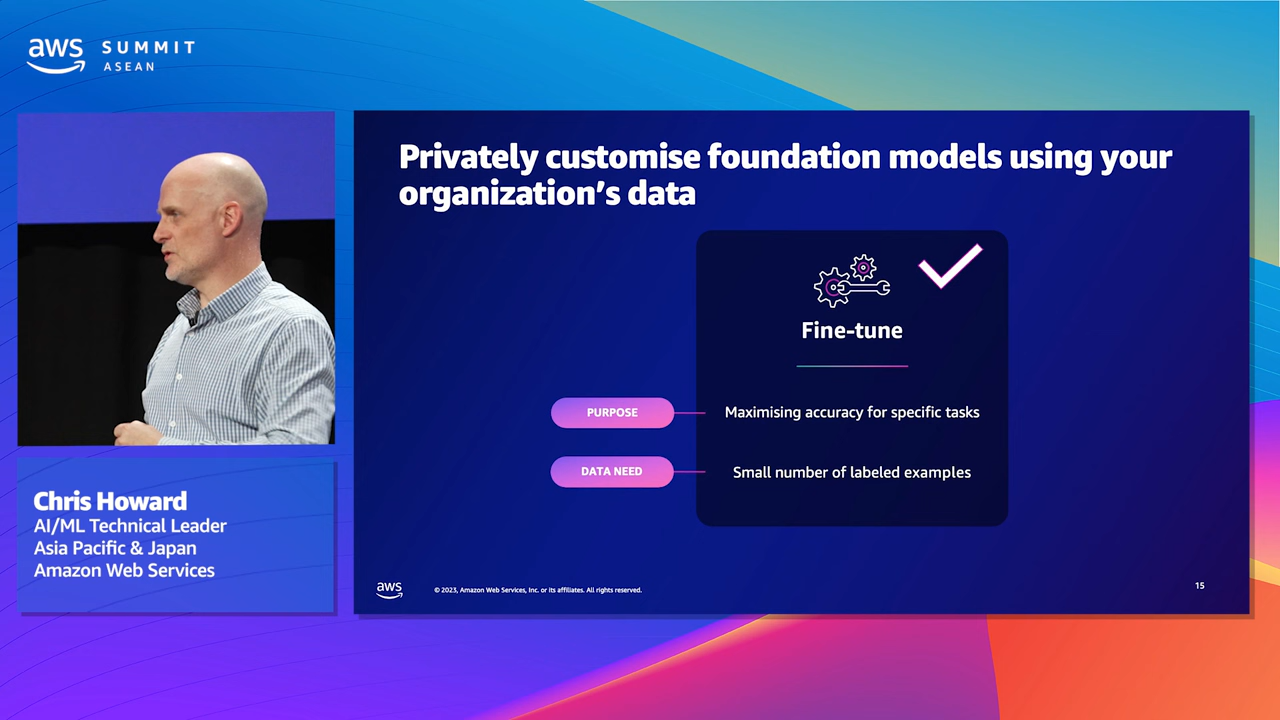 aws SUMMIT
ASEAN
Privately customise foundation models using your
organization's data
Fine-tune
PURPOSE
Maximising accuracy for specific tasks
DATA NEED
Small number of labeled examples
Chris Howard
AI/ML Technical Leader
Asia Pacific & Japan
Amazon Web Services
aws
© 2023, Amazon Web Services, Inc. or its affiliates. All rights reserved.
15